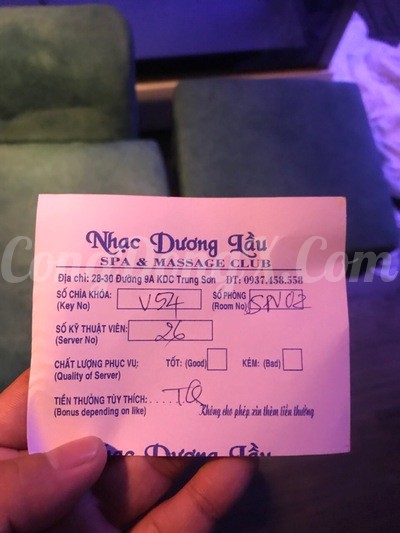 Nhạc Dương Lầu
SPA & MASSAGE CLUB
Địa chỉ: 28-30 Đường 9A KDC Trung Sơn ĐT: 0937.458.558
SỐ CHÌA KHÓA: V54 SỐ PHÒNG
(Key No) (Room No)
SỐ KỸ THUẬT VIÊN: 26
(Server No)
CHẤT LƯỢNG PHỤC VỤ: TỐT: (Good) KÉM: (Bad)
(Quality of Server)
TIỀN THƯỞNG TÙY THÍCH: ..... TQ
(Bonus depending on like) Không cho phép xin thêm tiền thưởng
Nhạc Dương Lầu